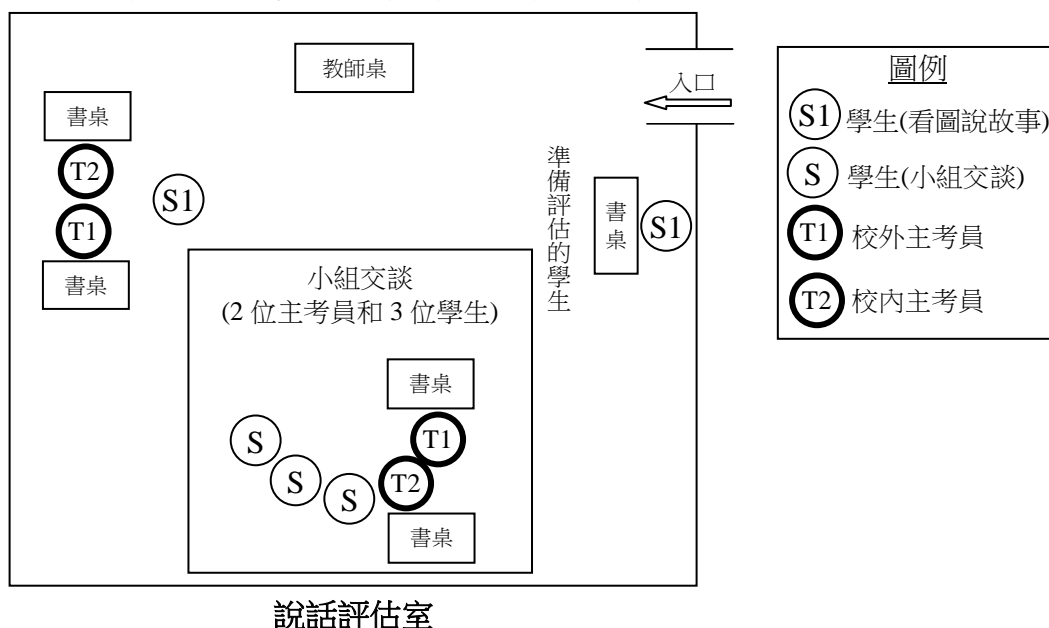 教師桌
入口
書桌
T2
S1
T1
書桌
準備評估的學生
書桌
S1
小組交談
(2 位主考員和 3 位學生)
書桌
S
T1
S
S
T2
書桌
說話評估室
圖例
S1 學生(看圖說故事)
S 學生(小組交談)
T1 校外主考員
T2 校內主考員